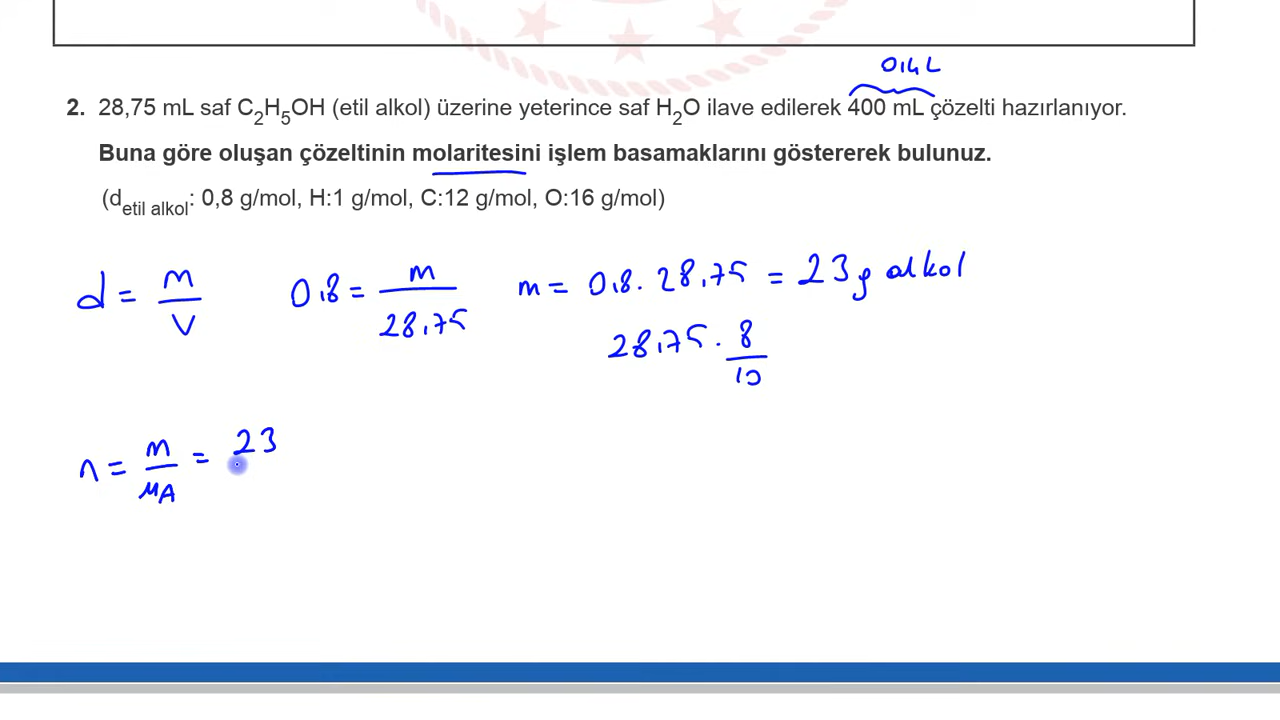 0,4 L
2. 28,75 mL saf C₂H₅OH (etil alkol) üzerine yeterince saf H₂O ilave edilerek 400 mL çözelti hazırlanıyor.
Buna göre oluşan çözeltinin molaritesini işlem basamaklarını göstererek bulunuz.
(d etil alkol: 0,8 g/mol, H:1 g/mol, C:12 g/mol, O:16 g/mol)
d = m / V   0,8 = m / 28,75   m = 0,8 . 28,75 = 23 g alkol
28,75 . 8 / 10
n = m / MA = 23